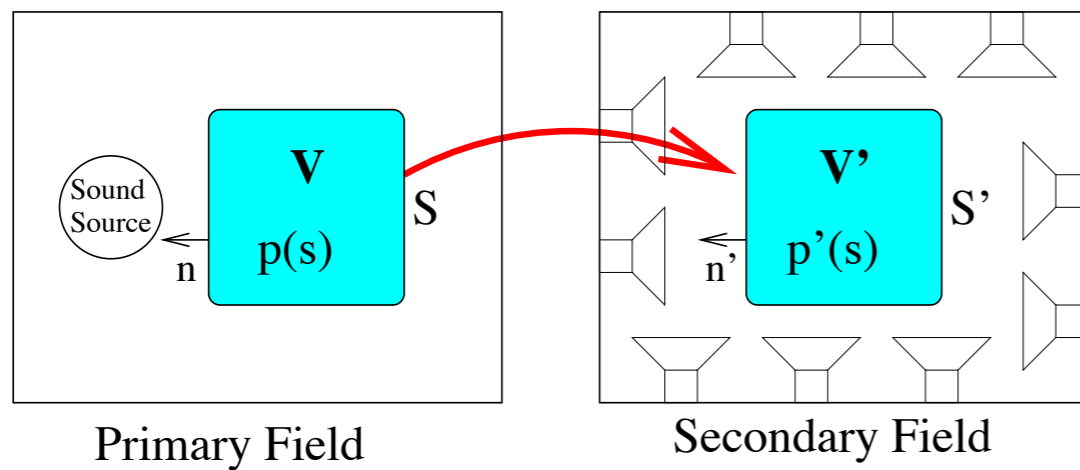 Sound
Source
n
V
p(s)
S
V’
p’(s)
n’
S’
Primary Field
Secondary Field